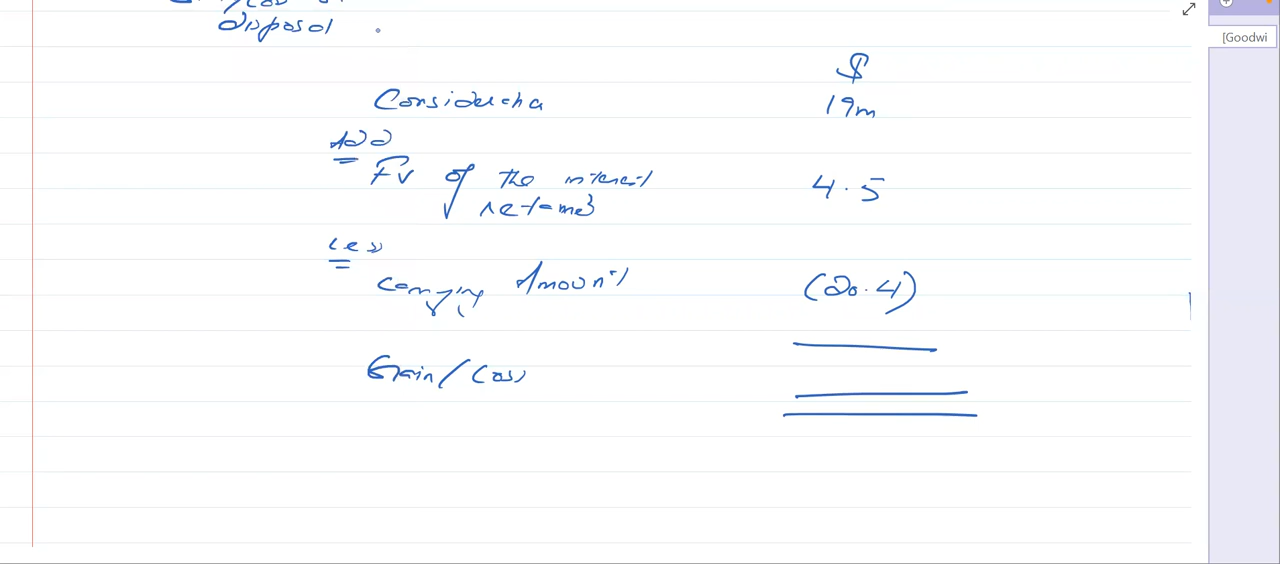 disposal
$
Consideration 19m
Add
FV of the interest 4.5
retained
Less
Carrying Amount (20.4)
Gain/Loss
[Goodwi